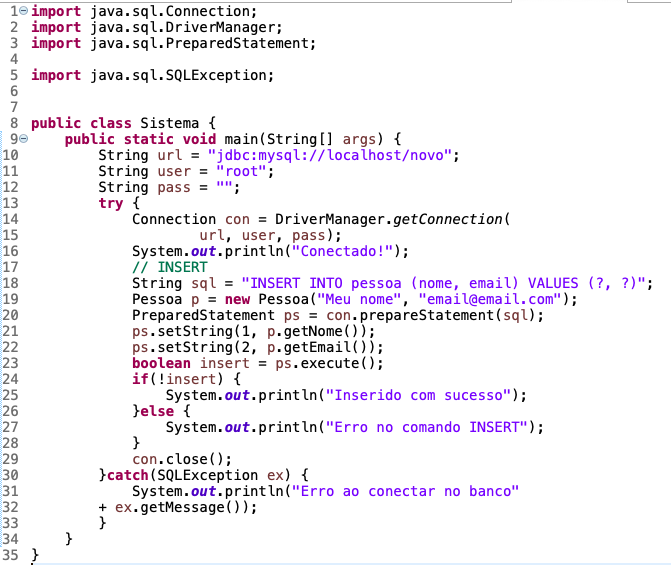 1 import java.sql.Connection;
2 import java.sql.DriverManager;
3 import java.sql.PreparedStatement;
4
5 import java.sql.SQLException;
6
7
8 public class Sistema {
9     public static void main(String[] args) {
10         String url = "jdbc:mysql://localhost/novo";
11         String user = "root";
12         String pass = "";
13         try {
14             Connection con = DriverManager.getConnection(
15                     url, user, pass);
16             System.out.println("Conectado!");
17             // INSERT
18             String sql = "INSERT INTO pessoa (nome, email) VALUES (?, ?)";
19             Pessoa p = new Pessoa("Meu nome", "email@email.com");
20             PreparedStatement ps = con.prepareStatement(sql);
21             ps.setString(1, p.getNome());
22             ps.setString(2, p.getEmail());
23             boolean insert = ps.execute();
24             if(!insert) {
25                 System.out.println("Inserido com sucesso");
26             }else {
27                 System.out.println("Erro no comando INSERT");
28             }
29             con.close();
30         }catch(SQLException ex) {
31             System.out.println("Erro ao conectar no banco"
32         + ex.getMessage());
33         }
34     }
35 }